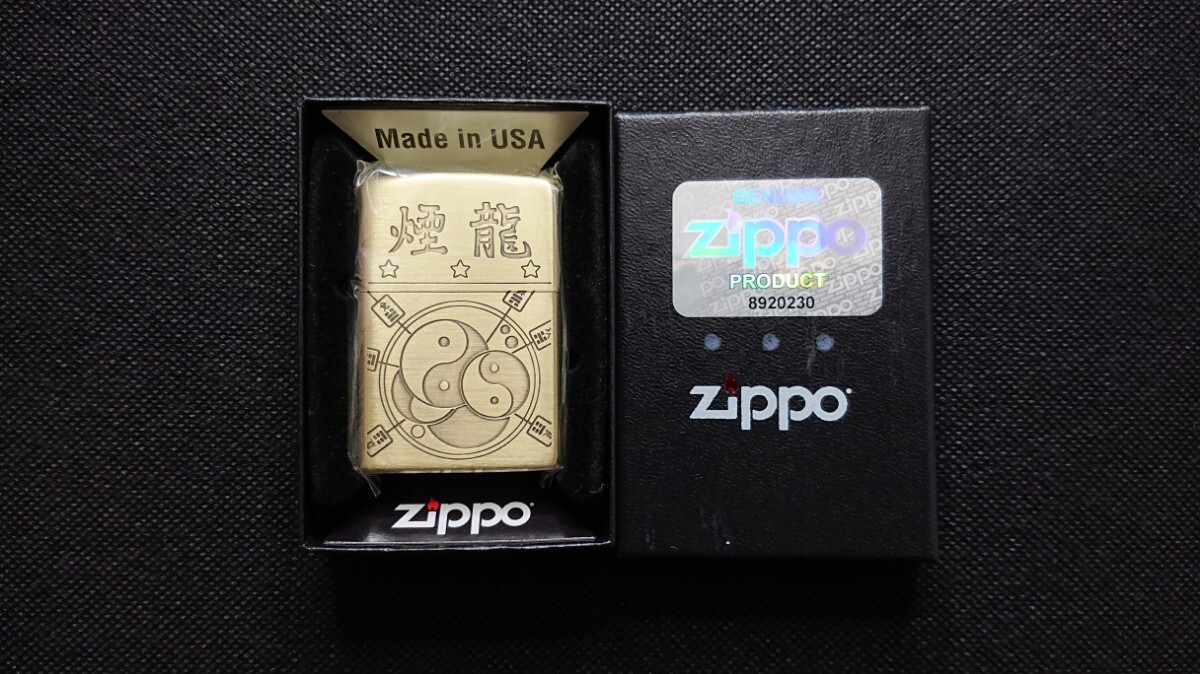 Made in USA
煙 龍
zippo
GENUINE
zippo
PRODUCT
8920230
zippo